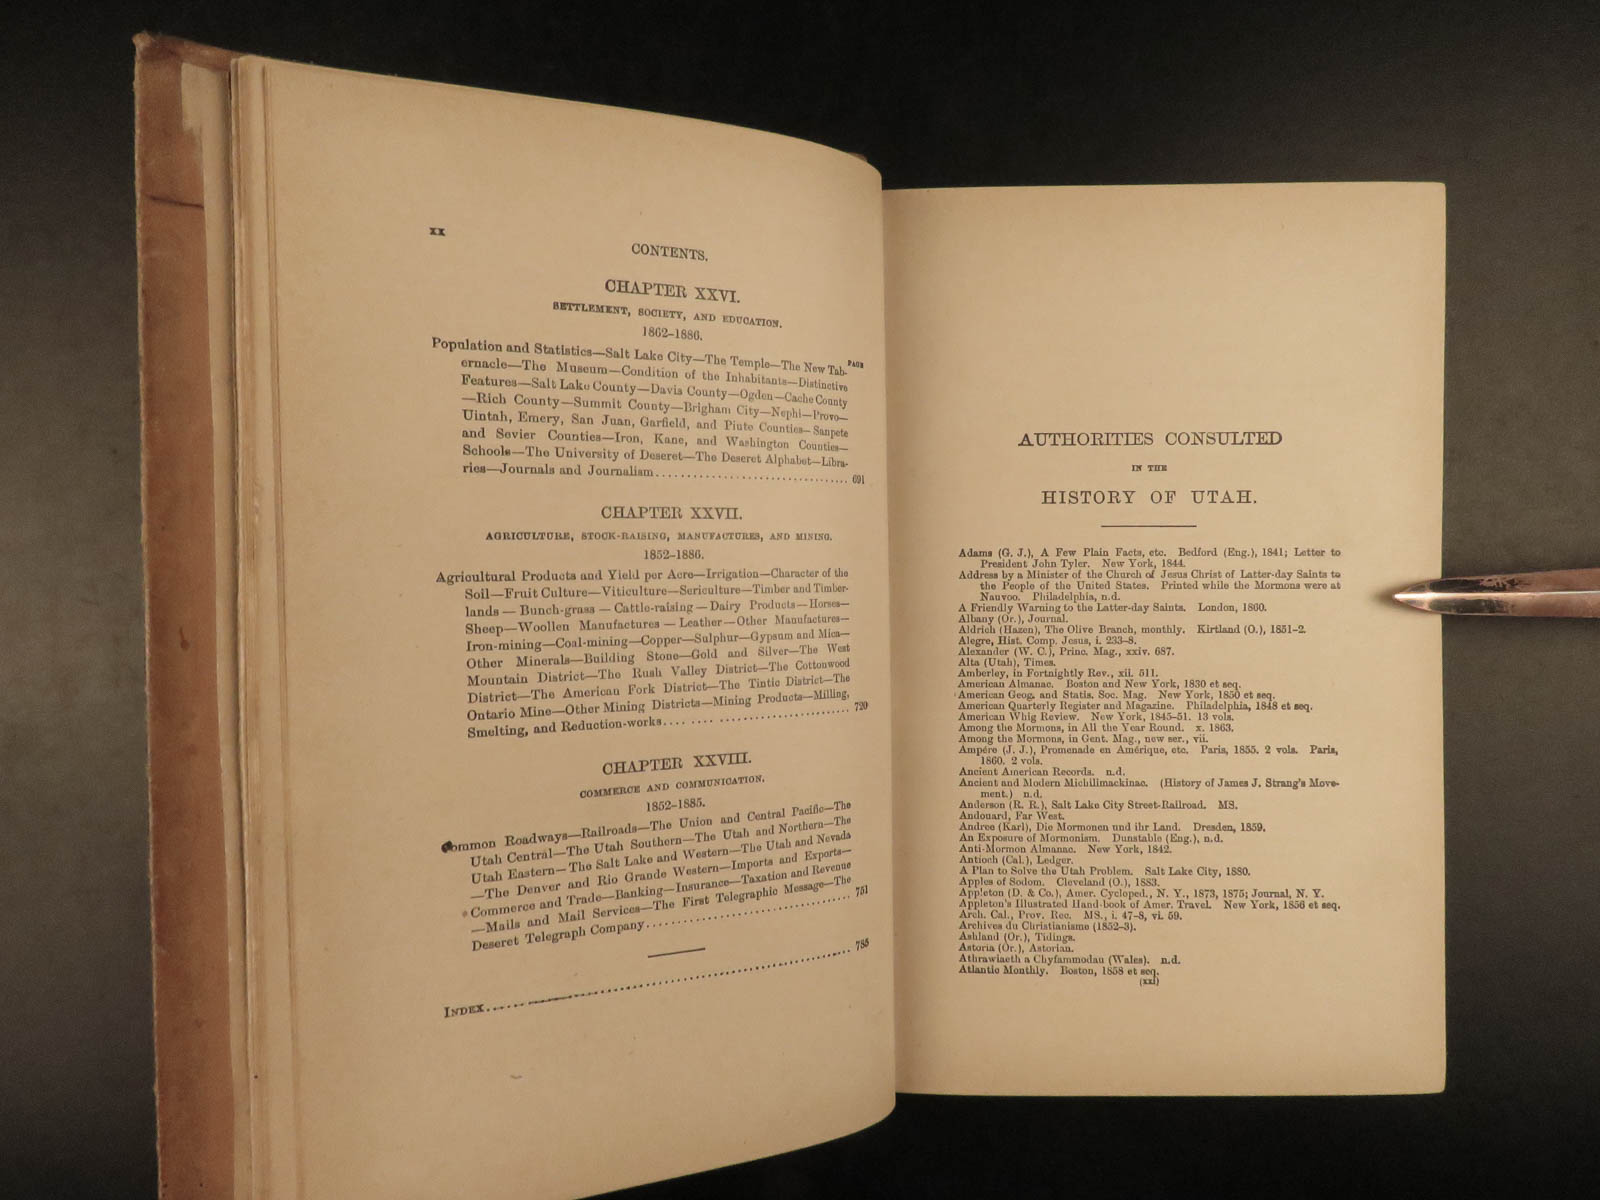 xx
CONTENTS.
CHAPTER XXVI.
SETTLEMENT, SOCIETY, AND EDUCATION.
1862–1886.
PAGE
Population and Statistics—Salt Lake City—The Temple—The New Tab-
ernacle—The Museum—Condition of the Inhabitants—Distinctive
Features—Salt Lake County—Davis County—Ogden—Cache County
—Rich County—Summit County—Brigham City—Nephi—Provo—
Uintah, Emery, San Juan, Garfield, and Piute Counties—Sanpete
and Sevier Counties—Iron, Kane, and Washington Counties—
Schools—The University of Deseret—The Deseret Alphabet—Libra-
ries—Journals and Journalism................................ 691
CHAPTER XXVII.
AGRICULTURE, STOCK-RAISING, MANUFACTURES, AND MINING.
1852–1886.
Agricultural Products and Yield per Acre—Irrigation—Character of the
Soil—Fruit Culture—Viticulture—Sericulture—Timber and Timber-
lands—Bunch-grass—Cattle-raising—Dairy Products—Horses—
Sheep—Woollen Manufactures—Leather—Other Manufactures—
Iron-mining—Coal-mining—Copper—Sulphur—Gypsum and Mica—
Other Minerals—Building Stone—Gold and Silver—The West
Mountain District—The Rush Valley District—The Cottonwood
District—The American Fork District—The Tintic District—The
Ontario Mine—Other Mining Districts—Mining Products—Milling,
Smelting, and Reduction-works................................ 720
CHAPTER XXVIII.
COMMERCE AND COMMUNICATION.
1852–1885.
Common Roadways—Railroads—The Union and Central Pacific—The
Utah Central—The Utah Southern—The Utah and Northern—The
Utah Eastern—The Salt Lake and Western—The Utah and Nevada
—The Denver and Rio Grande Western—Imports and Exports—
Commerce and Trade—Banking—Insurance—Taxation and Revenue
—Mails and Mail Services—The First Telegraphic Message—The
Deseret Telegraph Company................................ 751
INDEX................................ 785
AUTHORITIES CONSULTED
IN THE
HISTORY OF UTAH.
Adams (G. J.), A Few Plain Facts, etc. Bedford (Eng.), 1841; Letter to
President John Tyler. New York, 1844.
Address by a Minister of the Church of Jesus Christ of Latter-day Saints to
the People of the United States. Printed while the Mormons were at
Nauvoo. Philadelphia, n.d.
A Friendly Warning to the Latter-day Saints. London, 1860.
Albany (Or.), Journal.
Aldrich (Hazen), The Olive Branch, monthly. Kirtland (O.), 1851–2.
Alegre, Hist. Comp. Jesus, i. 233–8.
Alexander (W. C.), Princ. Mag., xxiv. 687.
Alta (Utah), Times.
Amberley, in Fortnightly Rev., xii. 511.
American Almanac. Boston and New York, 1830 et seq.
American Geog. and Statis. Soc. Mag. New York, 1850 et seq.
American Quarterly Register and Magazine. Philadelphia, 1848 et seq.
American Whig Review. New York, 1845–51. 13 vols.
Among the Mormons, in All the Year Round. x. 1863.
Among the Mormons, in Gent. Mag., new ser., vii.
Ampére (J. J.), Promenade en Amérique, etc. Paris, 1855. 2 vols. Paris,
1860. 2 vols.
Ancient American Records. n.d.
Ancient and Modern Michilimackinac. (History of James J. Strang's Move-
ment.) n.d.
Anderson (R. R.), Salt Lake City Street-Railroad. MS.
Andouard, Far West.
Andree (Karl), Die Mormonen und ihr Land. Dresden, 1859.
An Exposure of Mormonism. Dunstable (Eng.), n.d.
Anti-Mormon Almanac. New York, 1842.
Antioch (Cal.), Ledger.
A Plan to Solve the Utah Problem. Salt Lake City, 1880.
Apples of Sodom. Cleveland (O.), 1883.
Appleton (D. & Co.), Amer. Cycloped., N. Y., 1873, 1875; Journal, N. Y.
Appleton's Illustrated Hand-book of Amer. Travel. New York, 1856 et seq.
Arch. Cal., Prov. Rec. MS., i. 47–8, vi. 59.
Archives du Christianisme (1852–3).
Ashland (Or.), Tidings.
Astoria (Or.), Astorian.
Athrawiaeth a Chyfammodau (Wales). n.d.
Atlantic Monthly. Boston, 1858 et seq.
(xxi)